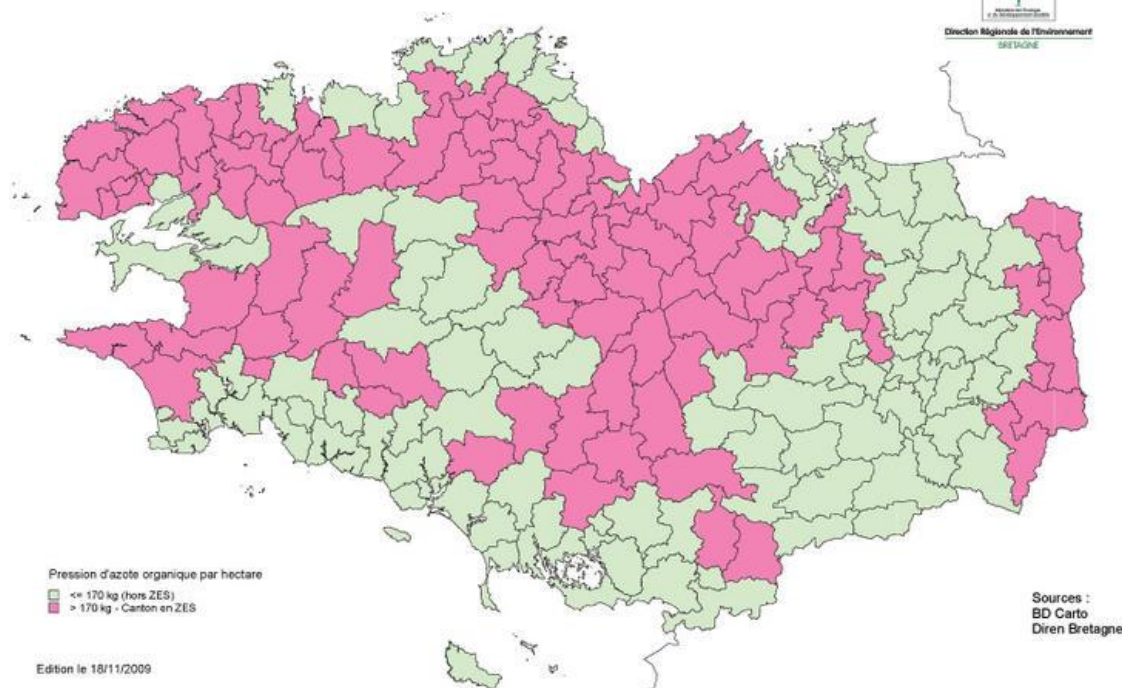 Direction Régionale de l'Environnement
BRETAGNE
Pression d'azote organique par hectare
<= 170 kg (hors ZES)
> 170 kg - Canton en ZES
Sources :
BD Carto
Diren Bretagne
Edition le 18/11/2009